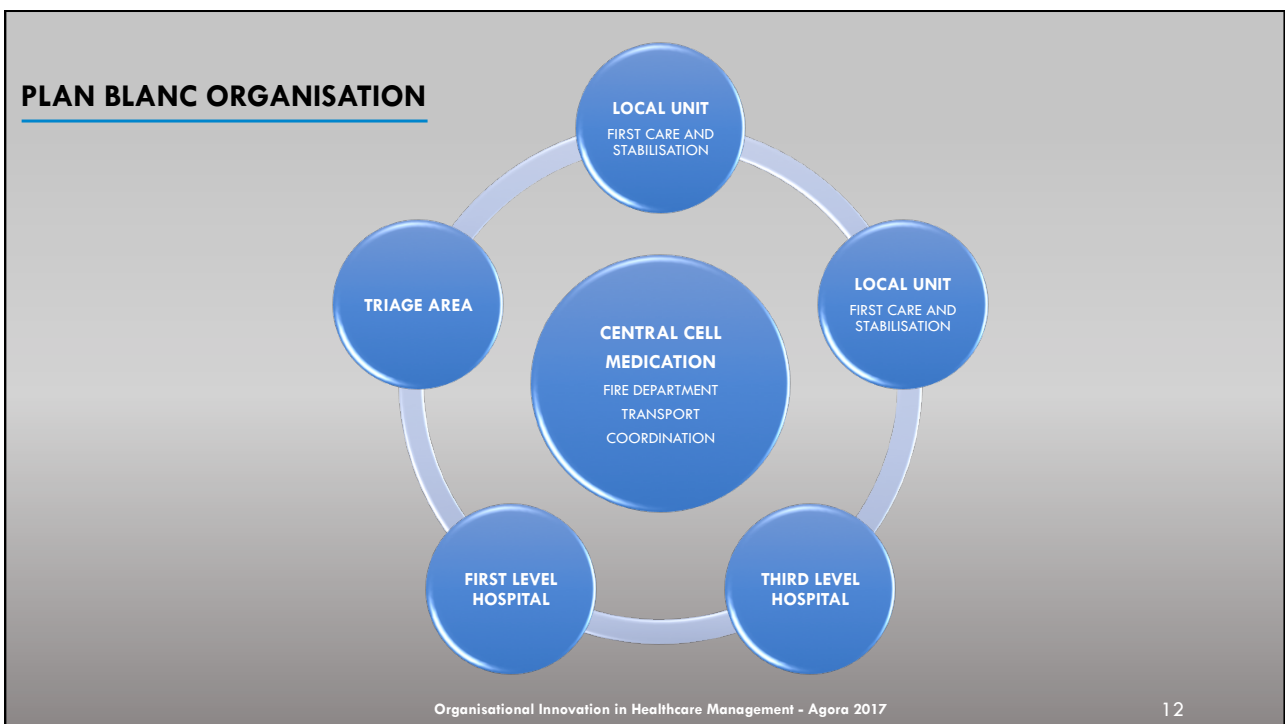 PLAN BLANC ORGANISATION
LOCAL UNIT
FIRST CARE AND
STABILISATION
LOCAL UNIT
FIRST CARE AND
STABILISATION
TRIAGE AREA
CENTRAL CELL
MEDICATION
FIRE DEPARTMENT
TRANSPORT
COORDINATION
FIRST LEVEL
HOSPITAL
THIRD LEVEL
HOSPITAL
Organisational Innovation in Healthcare Management - Agora 2017
12